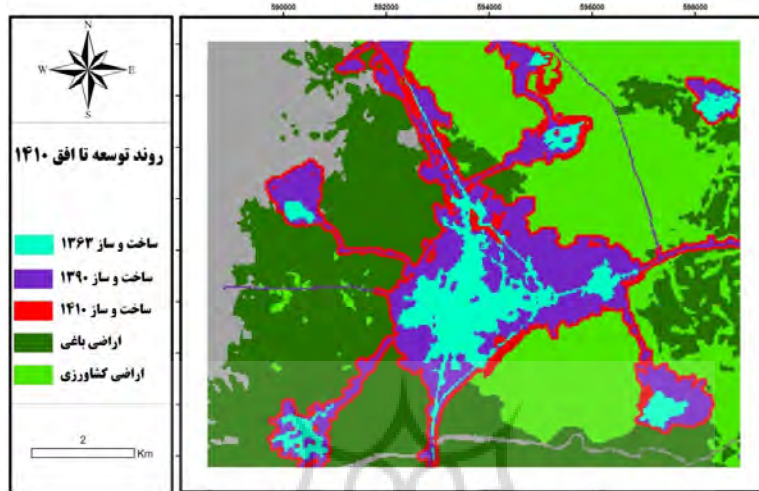 590000 592000 594000 596000 598000
N
W E
S
روند توسعه تا افق ۱۴۱۰
ساخت و ساز ۱۳۶۳
ساخت و ساز ۱۳۹۰
ساخت و ساز ۱۴۱۰
اراضی باغی
اراضی کشاورزی
2
Km